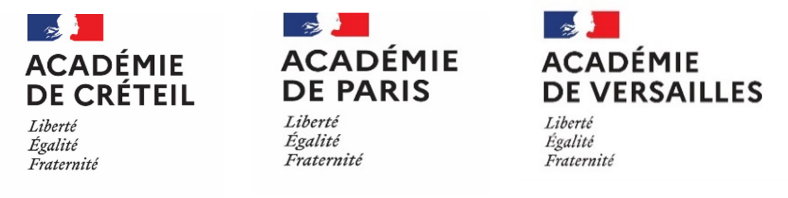 ACADÉMIE
DE CRÉTEIL
Liberté
Égalité
Fraternité
ACADÉMIE
DE PARIS
Liberté
Égalité
Fraternité
ACADÉMIE
DE VERSAILLES
Liberté
Égalité
Fraternité